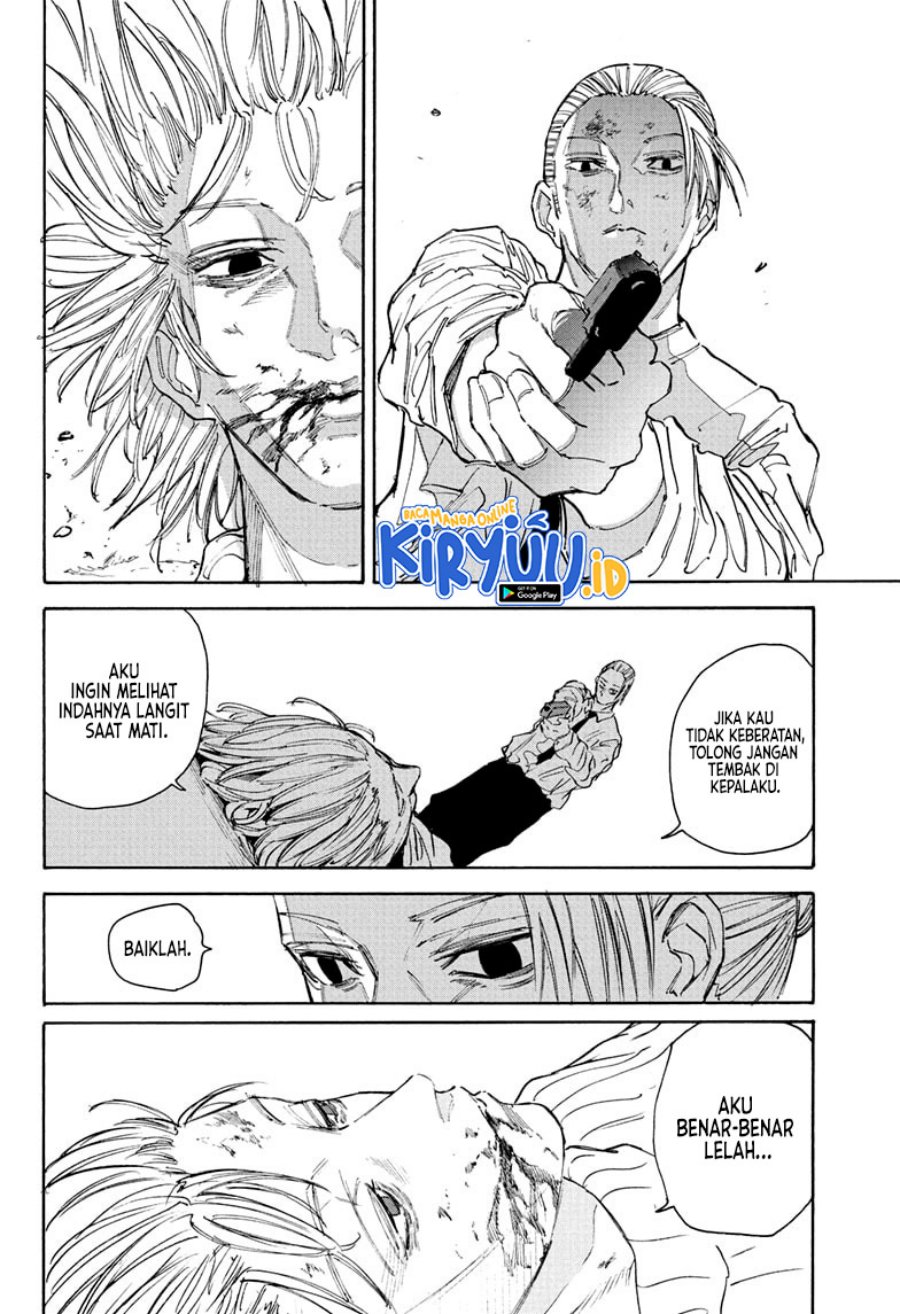 BACA MANGA ONLINE
KIRYUU.iD
GET IT ON
Google Play
JIKA KAU
TIDAK KEBERATAN,
TOLONG JANGAN
TEMBAK DI
KEPALAKU.
AKU
INGIN MELIHAT
INDAHNYA LANGIT
SAAT MATI.
BAIKLAH.
AKU
BENAR-BENAR
LELAH...